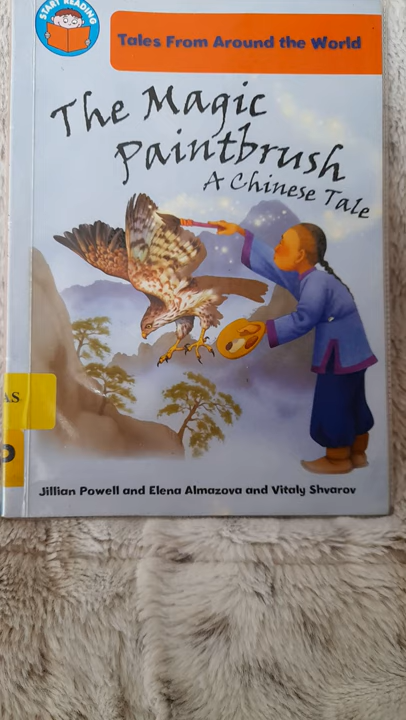 START READING
Tales From Around the World
The Magic
Paintbrush
A Chinese Tale
AS
Jillian Powell and Elena Almazova and Vitaly Shvarov